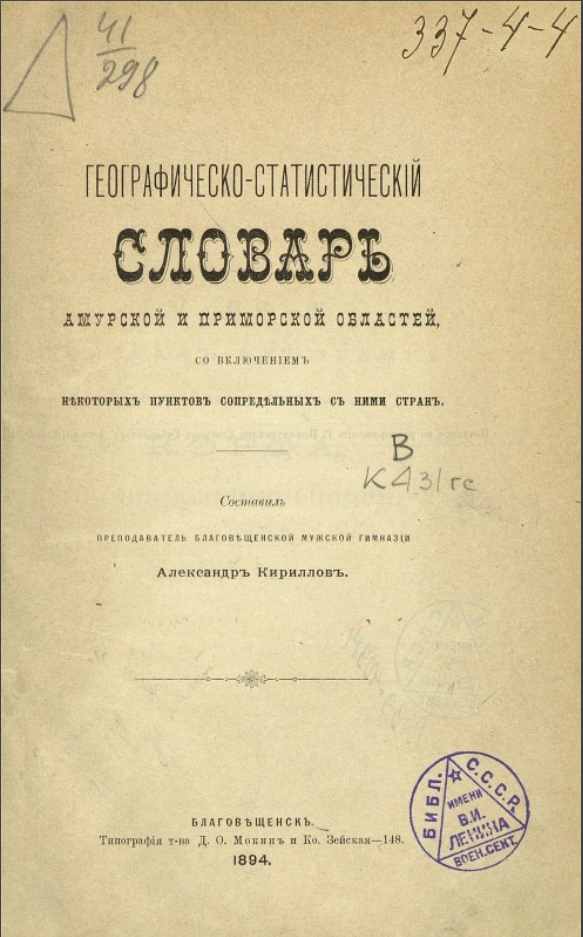 41
298
337-4-4
ГЕОГРАФИЧЕСКО-СТАТИСТИЧЕСКІЙ
СЛОВАРЬ
АМУРСКОЙ И ПРИМОРСКОЙ ОБЛАСТЕЙ,
СО ВКЛЮЧЕНІЕМЪ
НѢКОТОРЫХЪ ПУНКТОВЪ СОПРЕДѢЛЬНЫХЪ СЪ НИМИ СТРАНЪ.
В
К431гс
Составилъ
ПРЕПОДАВАТЕЛЬ БЛАГОВѢЩЕНСКОЙ МУЖСКОЙ ГИМНАЗІИ
Александръ Кирилловъ.
БИБЛ.
С.С.С.Р.
ИМЕНИ
В.И.
ЛЕНИНА
ВОЕН.СЕКТ.
БЛАГОВѢЩЕНСКЪ.
Типографія т-ва Д. О. Мокинъ и Ко. Зейская—148.
1894.